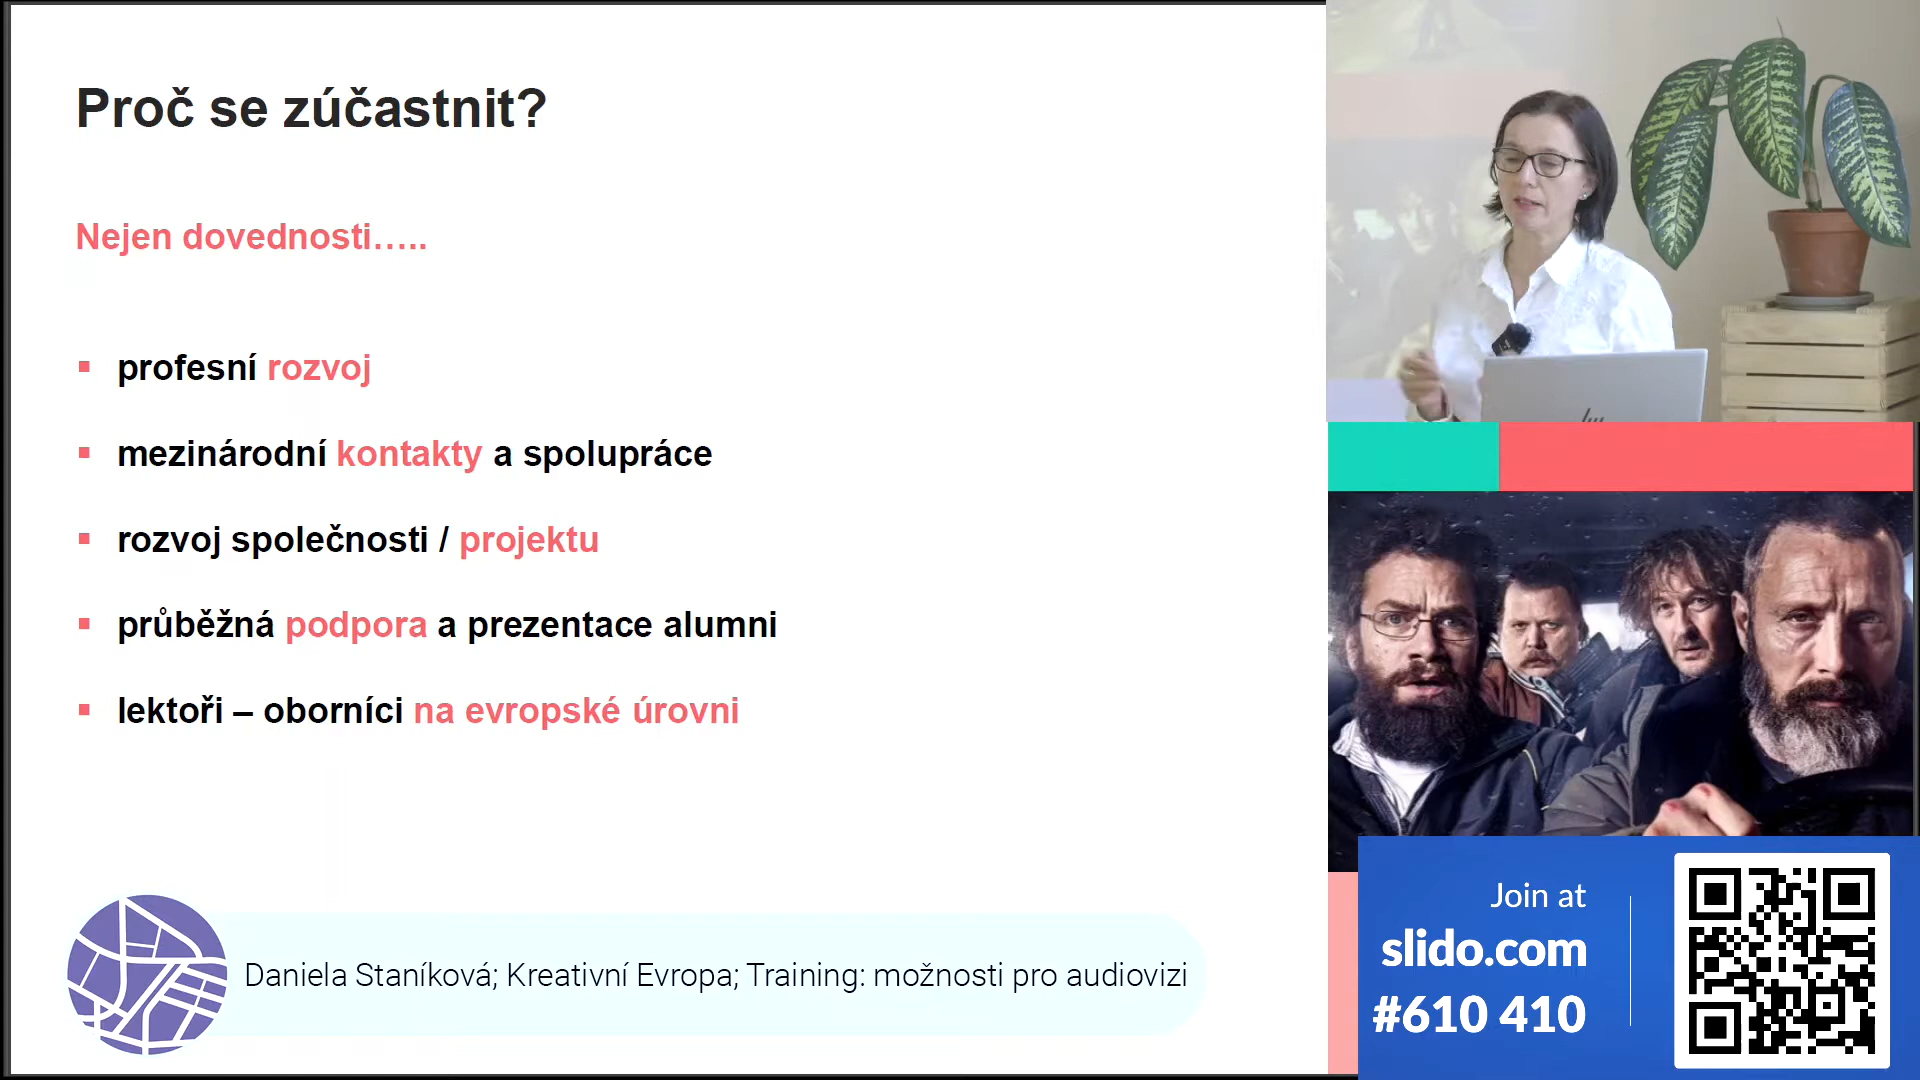 Proč se zúčastnit?
Nejen dovednosti…..
profesní rozvoj
mezinárodní kontakty a spolupráce
rozvoj společnosti / projektu
průběžná podpora a prezentace alumni
lektoři – oborníci na evropské úrovni
Daniela Staníková; Kreativní Evropa; Training: možnosti pro audiovizi
Join at
slido.com
#610 410